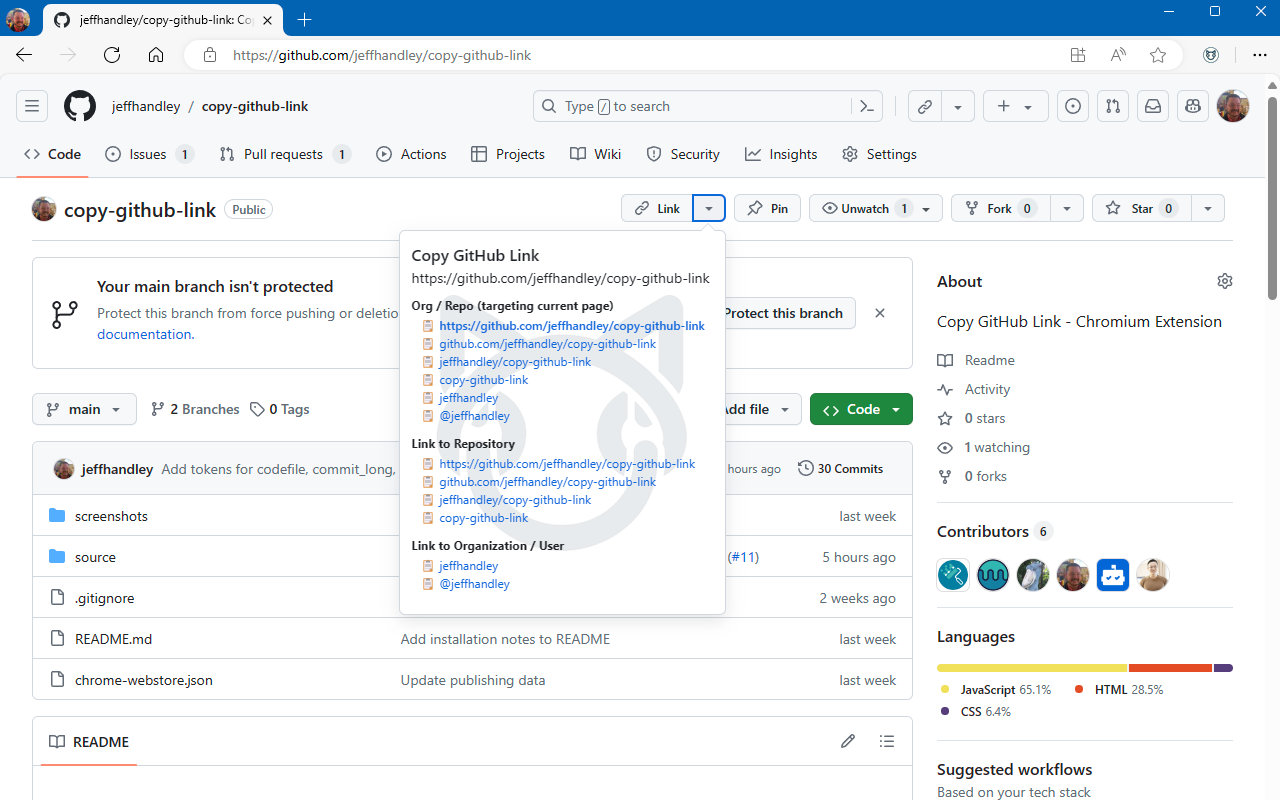 jeffhandley/copy-github-link: Co
https://github.com/jeffhandley/copy-github-link
jeffhandley / copy-github-link
Type / to search
Code
Issues 1
Pull requests 1
Actions
Projects
Wiki
Security
Insights
Settings
copy-github-link Public
Link
Pin
Unwatch 1
Fork 0
Star 0
Copy GitHub Link
https://github.com/jeffhandley/copy-github-link
Org / Repo (targeting current page)
https://github.com/jeffhandley/copy-github-link
github.com/jeffhandley/copy-github-link
jeffhandley/copy-github-link
copy-github-link
jeffhandley
@jeffhandley
Link to Repository
https://github.com/jeffhandley/copy-github-link
github.com/jeffhandley/copy-github-link
jeffhandley/copy-github-link
copy-github-link
Link to Organization / User
jeffhandley
@jeffhandley
Your main branch isn't protected
Protect this branch from force pushing or deletio
documentation.
Protect this branch
main
2 Branches
0 Tags
Add file
Code
jeffhandley Add tokens for codefile, commit_long,
hours ago
30 Commits
screenshots
last week
source
(#11)
5 hours ago
.gitignore
2 weeks ago
README.md
Add installation notes to README
last week
chrome-webstore.json
Update publishing data
last week
README
About
Copy GitHub Link - Chromium Extension
Readme
Activity
0 stars
1 watching
0 forks
Contributors 6
Languages
JavaScript 65.1%
HTML 28.5%
CSS 6.4%
Suggested workflows
Based on your tech stack